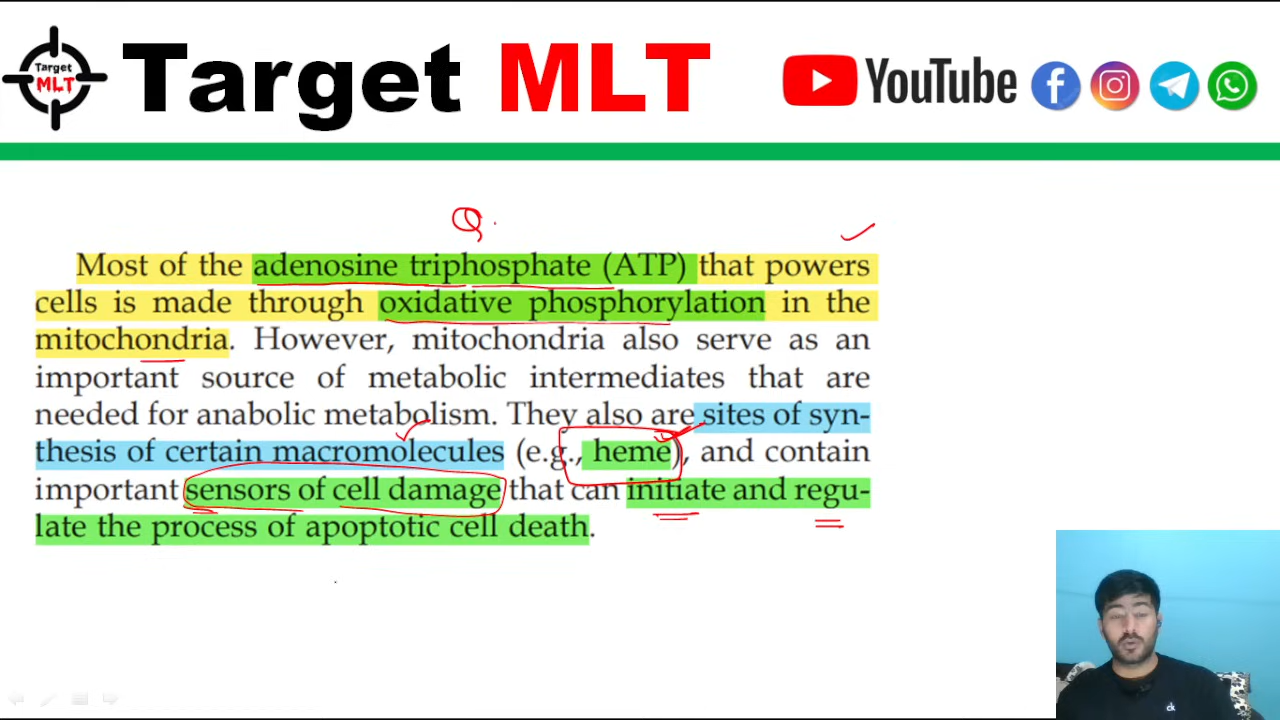 Target
MLT
Target MLT
YouTube
Q.
Most of the adenosine triphosphate (ATP) that powers
cells is made through oxidative phosphorylation in the
mitochondria. However, mitochondria also serve as an
important source of metabolic intermediates that are
needed for anabolic metabolism. They also are sites of syn-
thesis of certain macromolecules (e.g., heme), and contain
important sensors of cell damage that can initiate and regu-
late the process of apoptotic cell death.